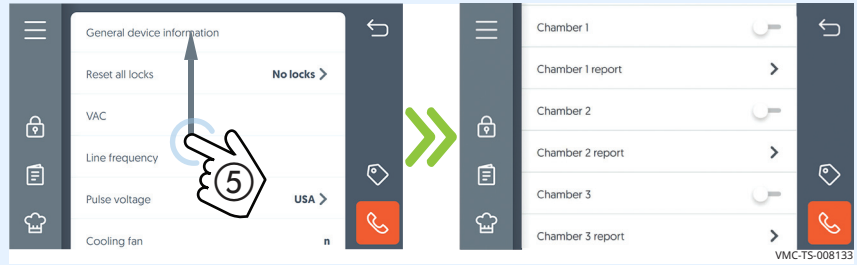 General device information
Reset all locks No locks
VAC
Line frequency
5
Pulse voltage USA
Cooling fan n
Chamber 1
Chamber 1 report
Chamber 2
Chamber 2 report
Chamber 3
Chamber 3 report
VMC-TS-008133